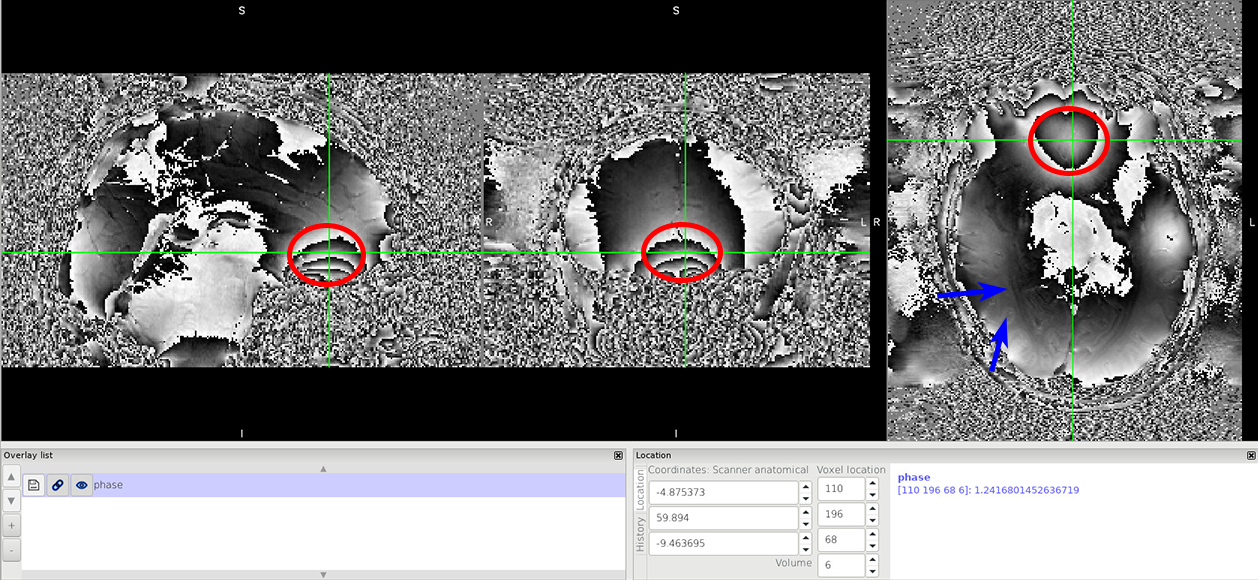 S
S
R
L
R
L
I
I
Overlay list
phase
Location
Coordinates: Scanner anatomical
Voxel location
-4.875373
110
59.894
196
-9.463695
68
Volume
6
Location
History
phase
[110 196 68 6]: 1.2416801452636719